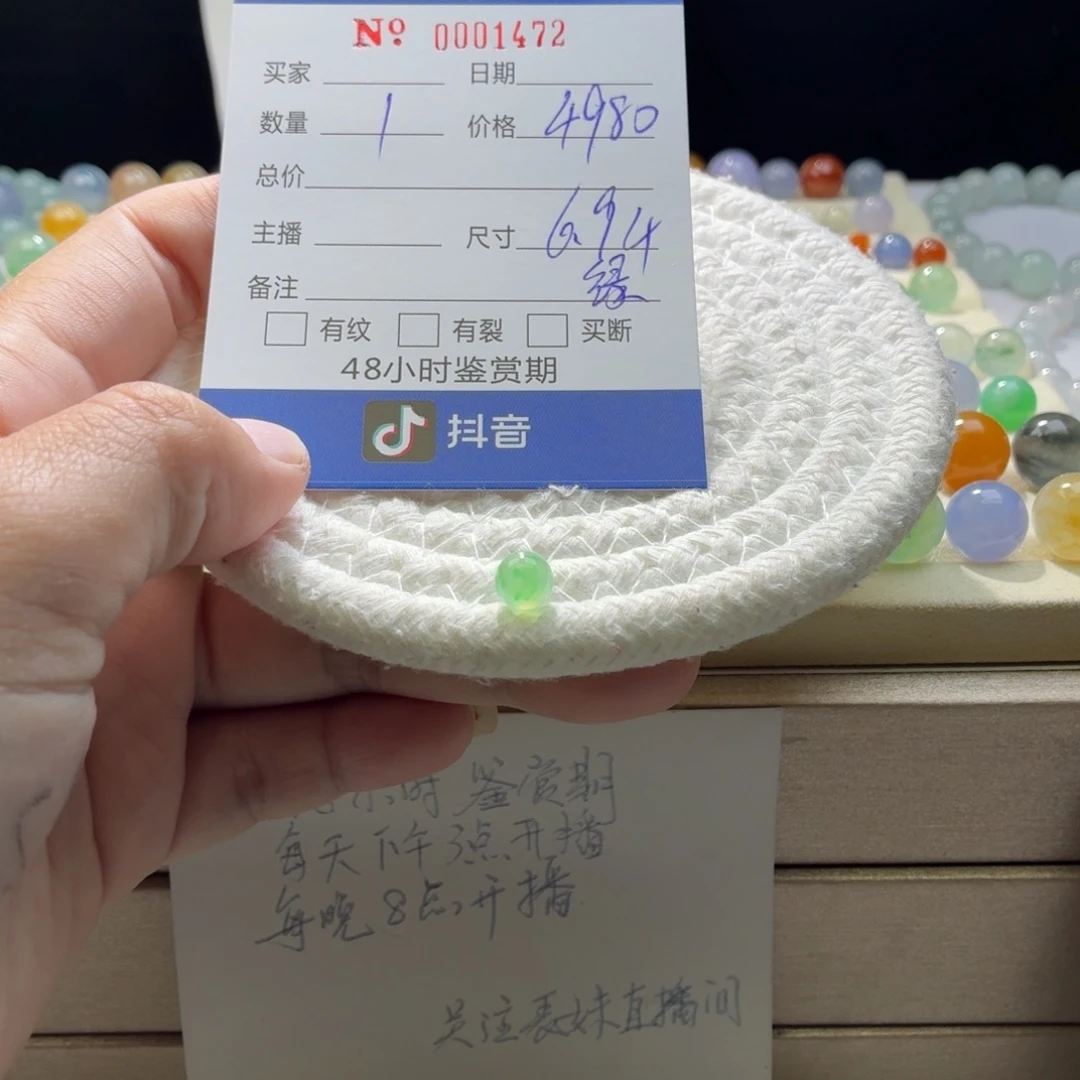 Nº 0001472
买家 日期
数量 1 价格 4980
总价
主播 尺寸 6.94
备注 缘
有纹 有裂 买断
48小时鉴赏期
抖音
小时鉴赏期
每天下午3点开播
每晚8点开播
关注表妹直播间